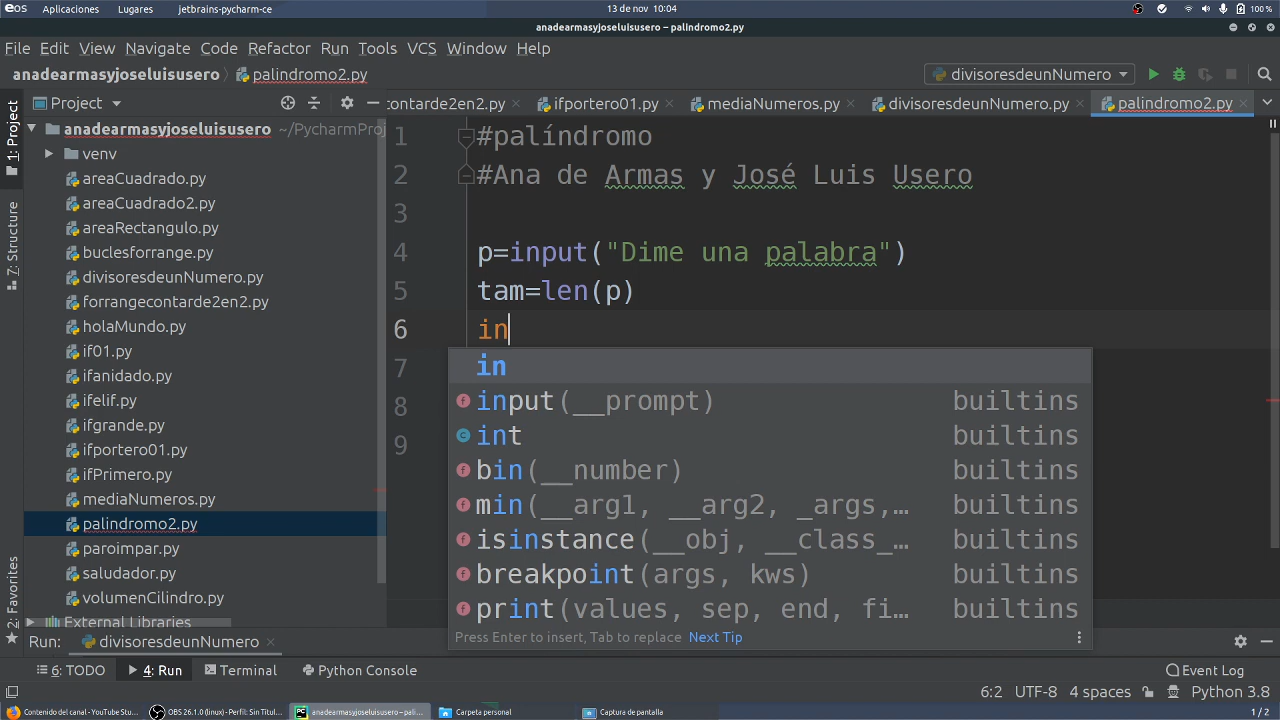 eos Aplicaciones Lugares jetbrains-pycharm-ce 13 de nov 10:04 100 %
anadearmasyjoseluisusero – palindromo2.py
File Edit View Navigate Code Refactor Run Tools VCS Window Help
anadearmasyjoseluisusero palindromo2.py divisoresdeunNumero
Project contarde2en2.py ifportero01.py mediaNumeros.py divisoresdeunNumero.py palindromo2.py
1: Project
7: Structure
2: Favorites
anadearmasyjoseluisusero ~/PycharmProj
venv
areaCuadrado.py
areaCuadrado2.py
areaRectangulo.py
buclesforrange.py
divisoresdeunNumero.py
forrangecontarde2en2.py
holaMundo.py
if01.py
ifanidado.py
ifelif.py
ifgrande.py
ifportero01.py
ifPrimero.py
mediaNumeros.py
palindromo2.py
paroimpar.py
saludador.py
volumenCilindro.py
External Libraries
1 #palíndromo
2 #Ana de Armas y José Luis Usero
3
4 p=input("Dime una palabra")
5 tam=len(p)
6 in
7
8
9
in
input(__prompt) builtins
int builtins
bin(__number) builtins
min(__arg1, __arg2, _args,… builtins
isinstance(__obj, __class_… builtins
breakpoint(args, kws) builtins
print(values, sep, end, fi… builtins
Press Enter to insert, Tab to replace Next Tip
Run: divisoresdeunNumero
6: TODO 4: Run Terminal Python Console Event Log
6:2 UTF-8 4 spaces Python 3.8
Contenido del canal - YouTube Stu… OBS 26.1.0 (linux) - Perfil: Sin Titul… anadearmasyjoseluisusero – pali… Carpeta personal Captura de pantalla 1 / 2